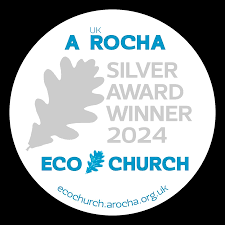 UK
A ROCHA
SILVER
AWARD
WINNER
2024
ECO CHURCH
ecochurch.arocha.org.uk